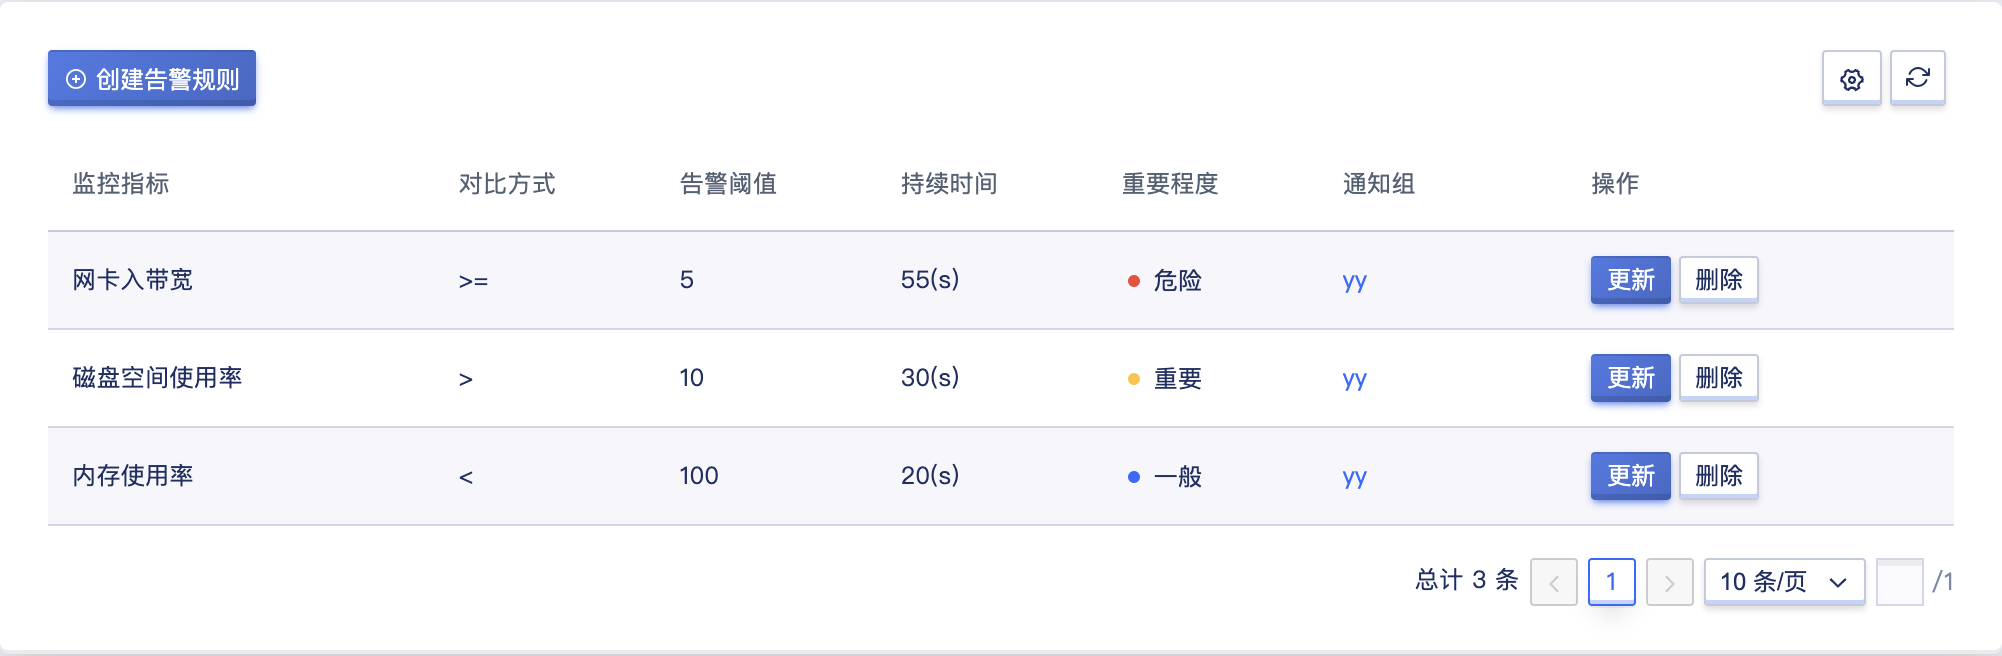 创建告警规则
监控指标 对比方式 告警阈值 持续时间 重要程度 通知组 操作
网卡入带宽 >= 5 55(s) 危险 yy 更新 删除
磁盘空间使用率 > 10 30(s) 重要 yy 更新 删除
内存使用率 < 100 20(s) 一般 yy 更新 删除
总计 3 条 1 10 条/页 /1